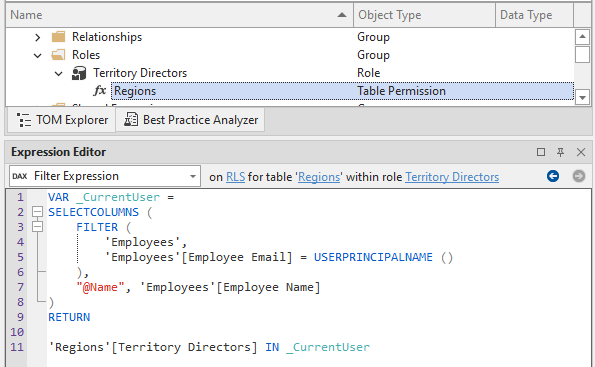 Name Object Type Data Type
Relationships Group
Roles Group
Territory Directors Role
fx Regions Table Permission
TOM Explorer Best Practice Analyzer
Expression Editor
DAX Filter Expression on RLS for table 'Regions' within role Territory Directors
1 VAR _CurrentUser =
2 SELECTCOLUMNS (
3 FILTER (
4 'Employees',
5 'Employees'[Employee Email] = USERPRINCIPALNAME ()
6 ),
7 "@Name", 'Employees'[Employee Name]
8 )
9 RETURN
10
11 'Regions'[Territory Directors] IN _CurrentUser